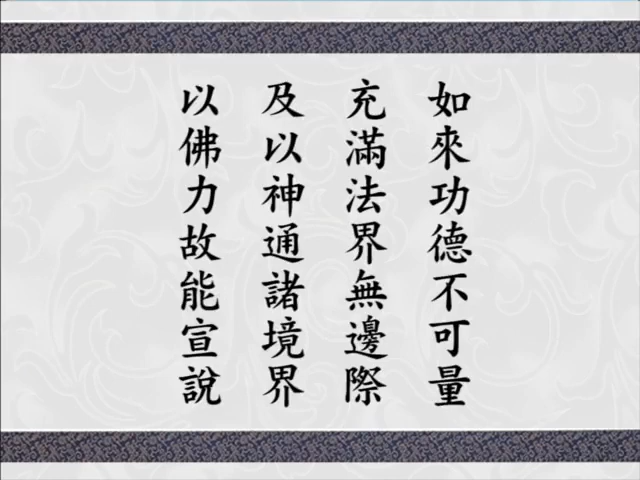 如來功德不可量
充滿法界無邊際
及以神通諸境界
以佛力故能宣說